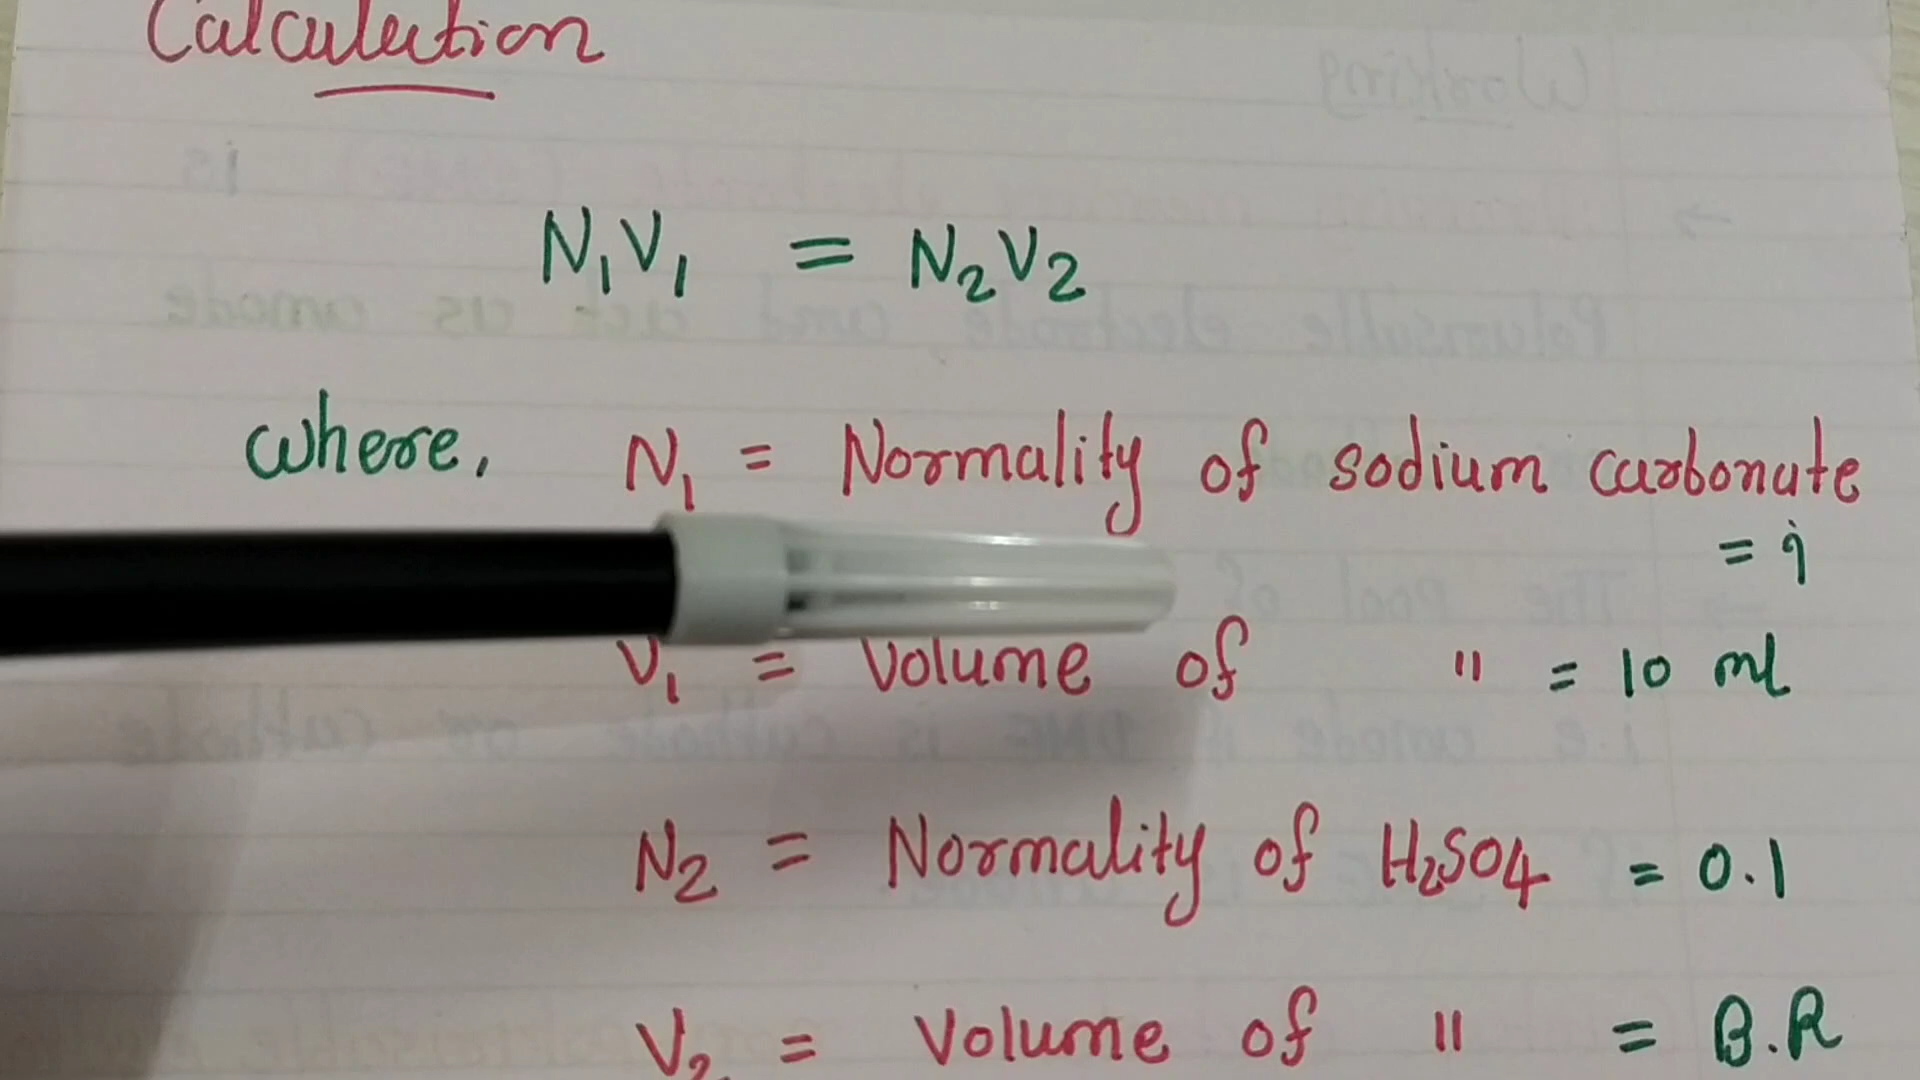 Calculation
N₁V₁ = N₂V₂
where, N₁ = Normality of sodium carbonate
= ?
V₁ = Volume of " = 10 ml
N₂ = Normality of H₂SO₄ = 0.1
V₂ = Volume of " = B.R